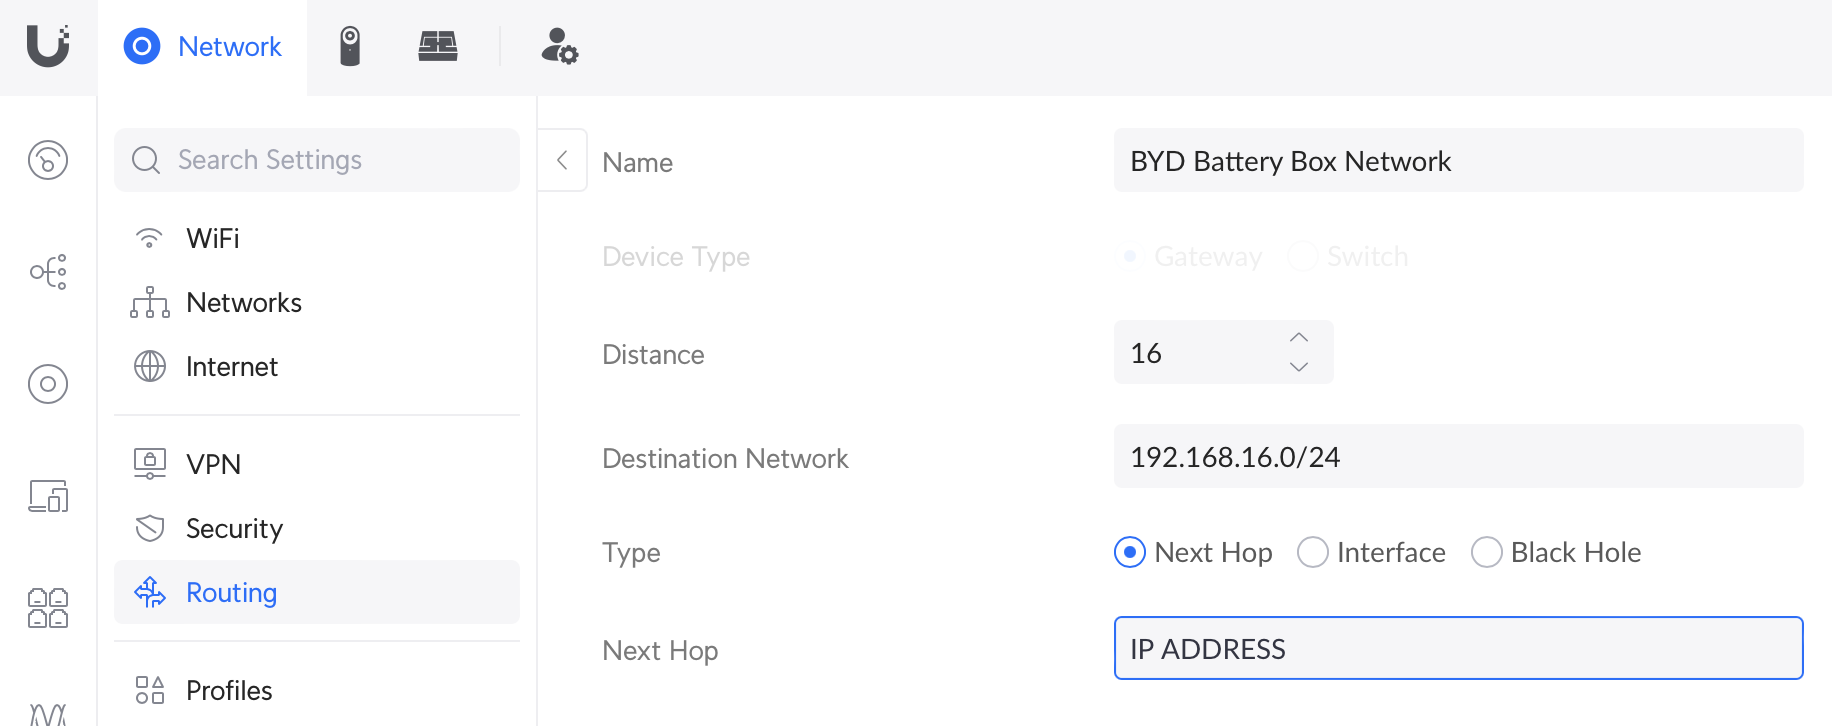 Network
Search Settings
WiFi
Networks
Internet
VPN
Security
Routing
Profiles
Name
BYD Battery Box Network
Device Type
Gateway Switch
Distance
16
Destination Network
192.168.16.0/24
Type
Next Hop Interface Black Hole
Next Hop
IP ADDRESS